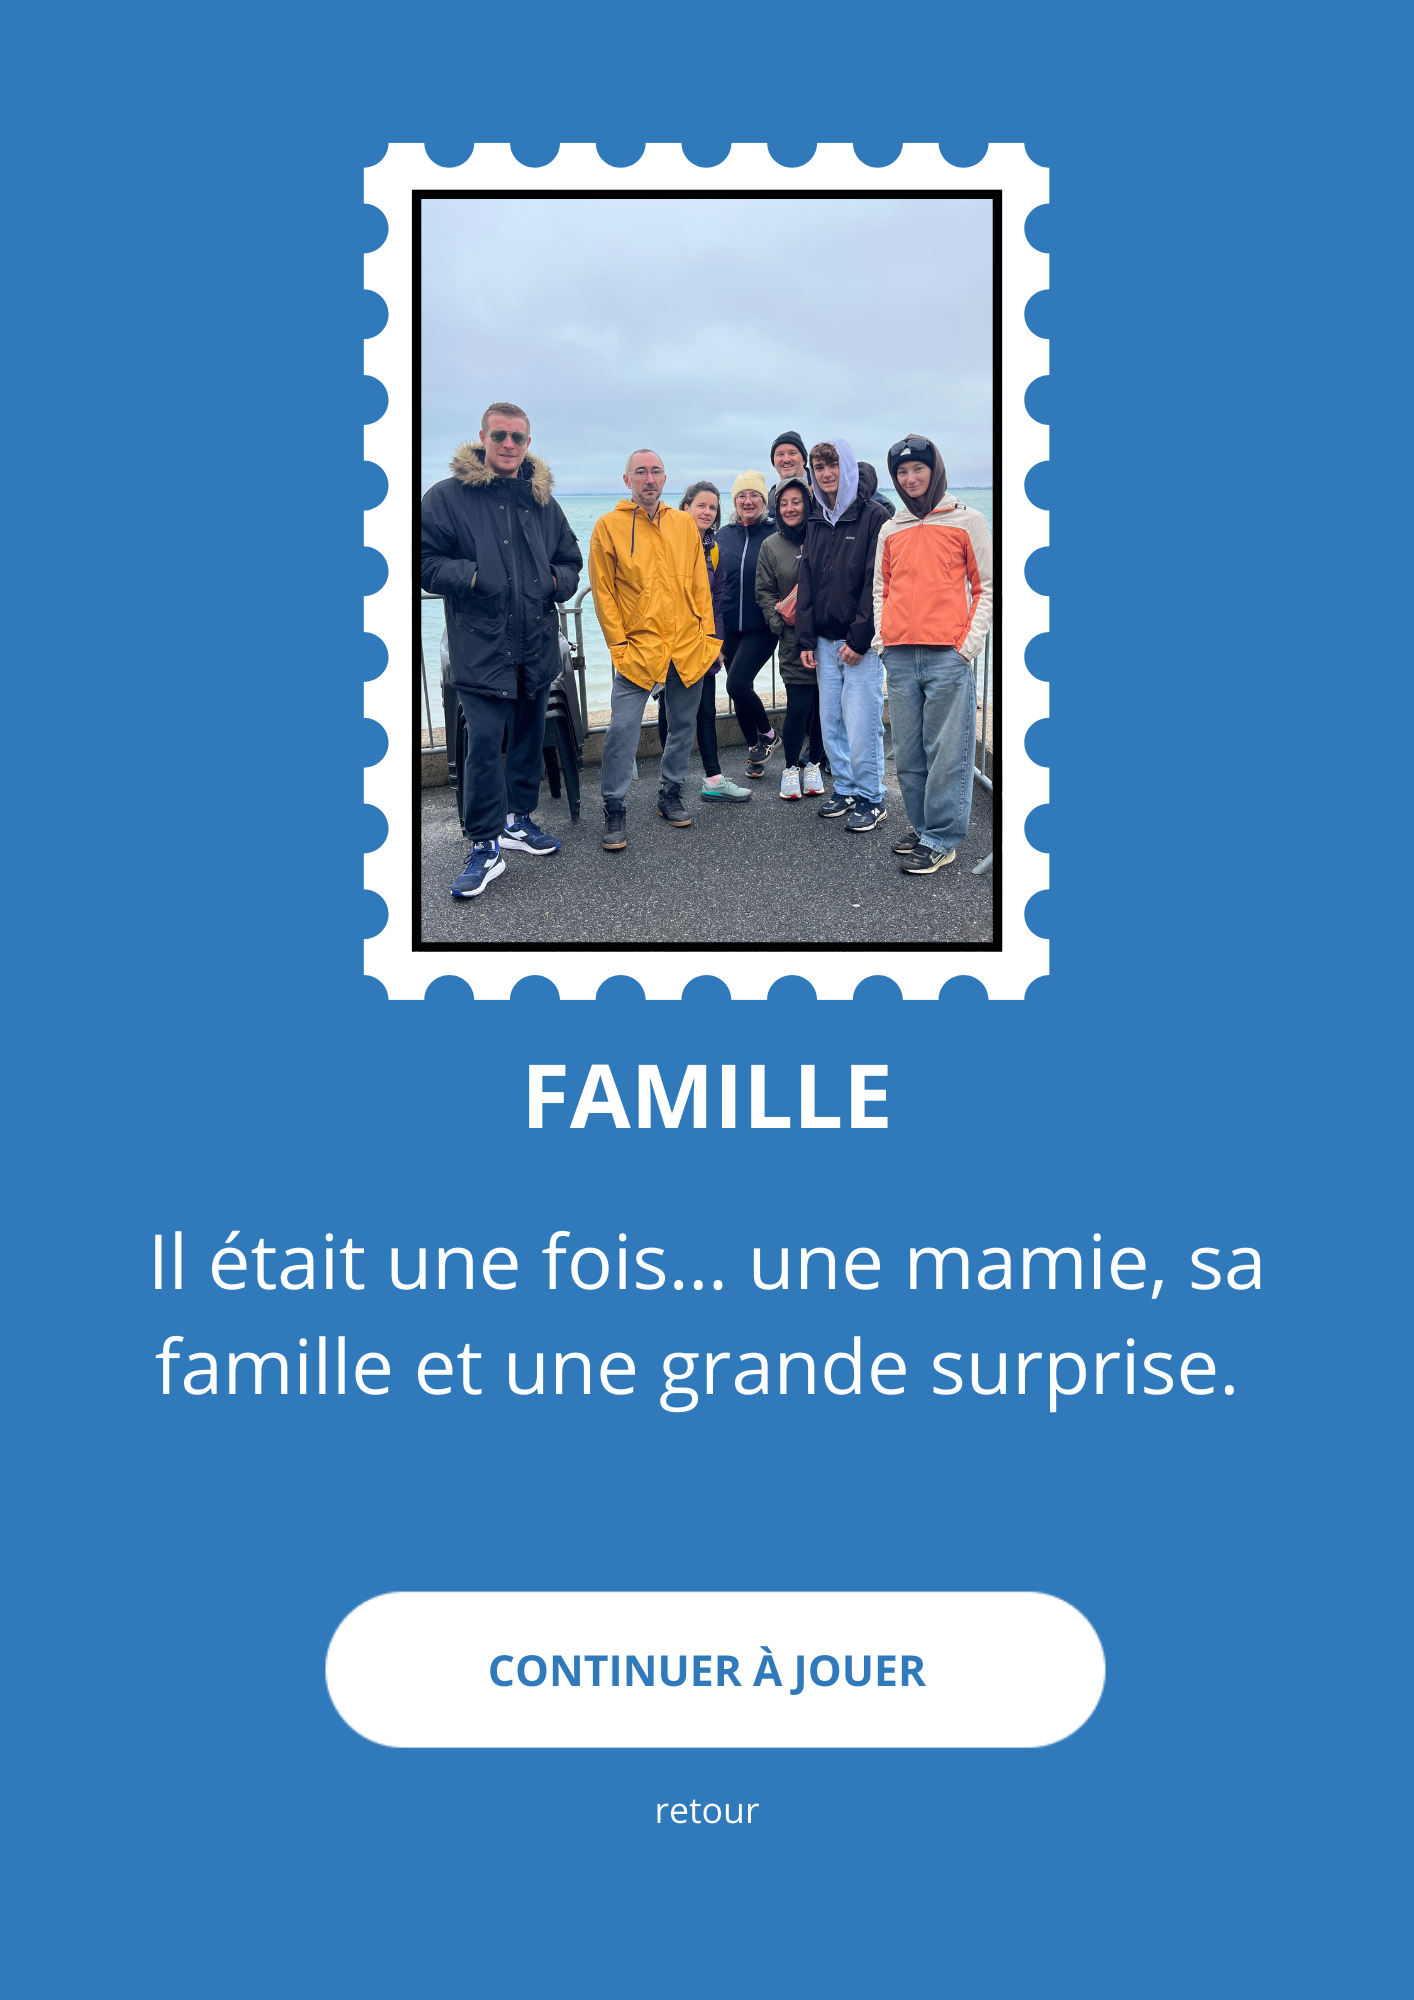 FAMILLE
Il était une fois... une mamie, sa
famille et une grande surprise.
CONTINUER À JOUER
retour